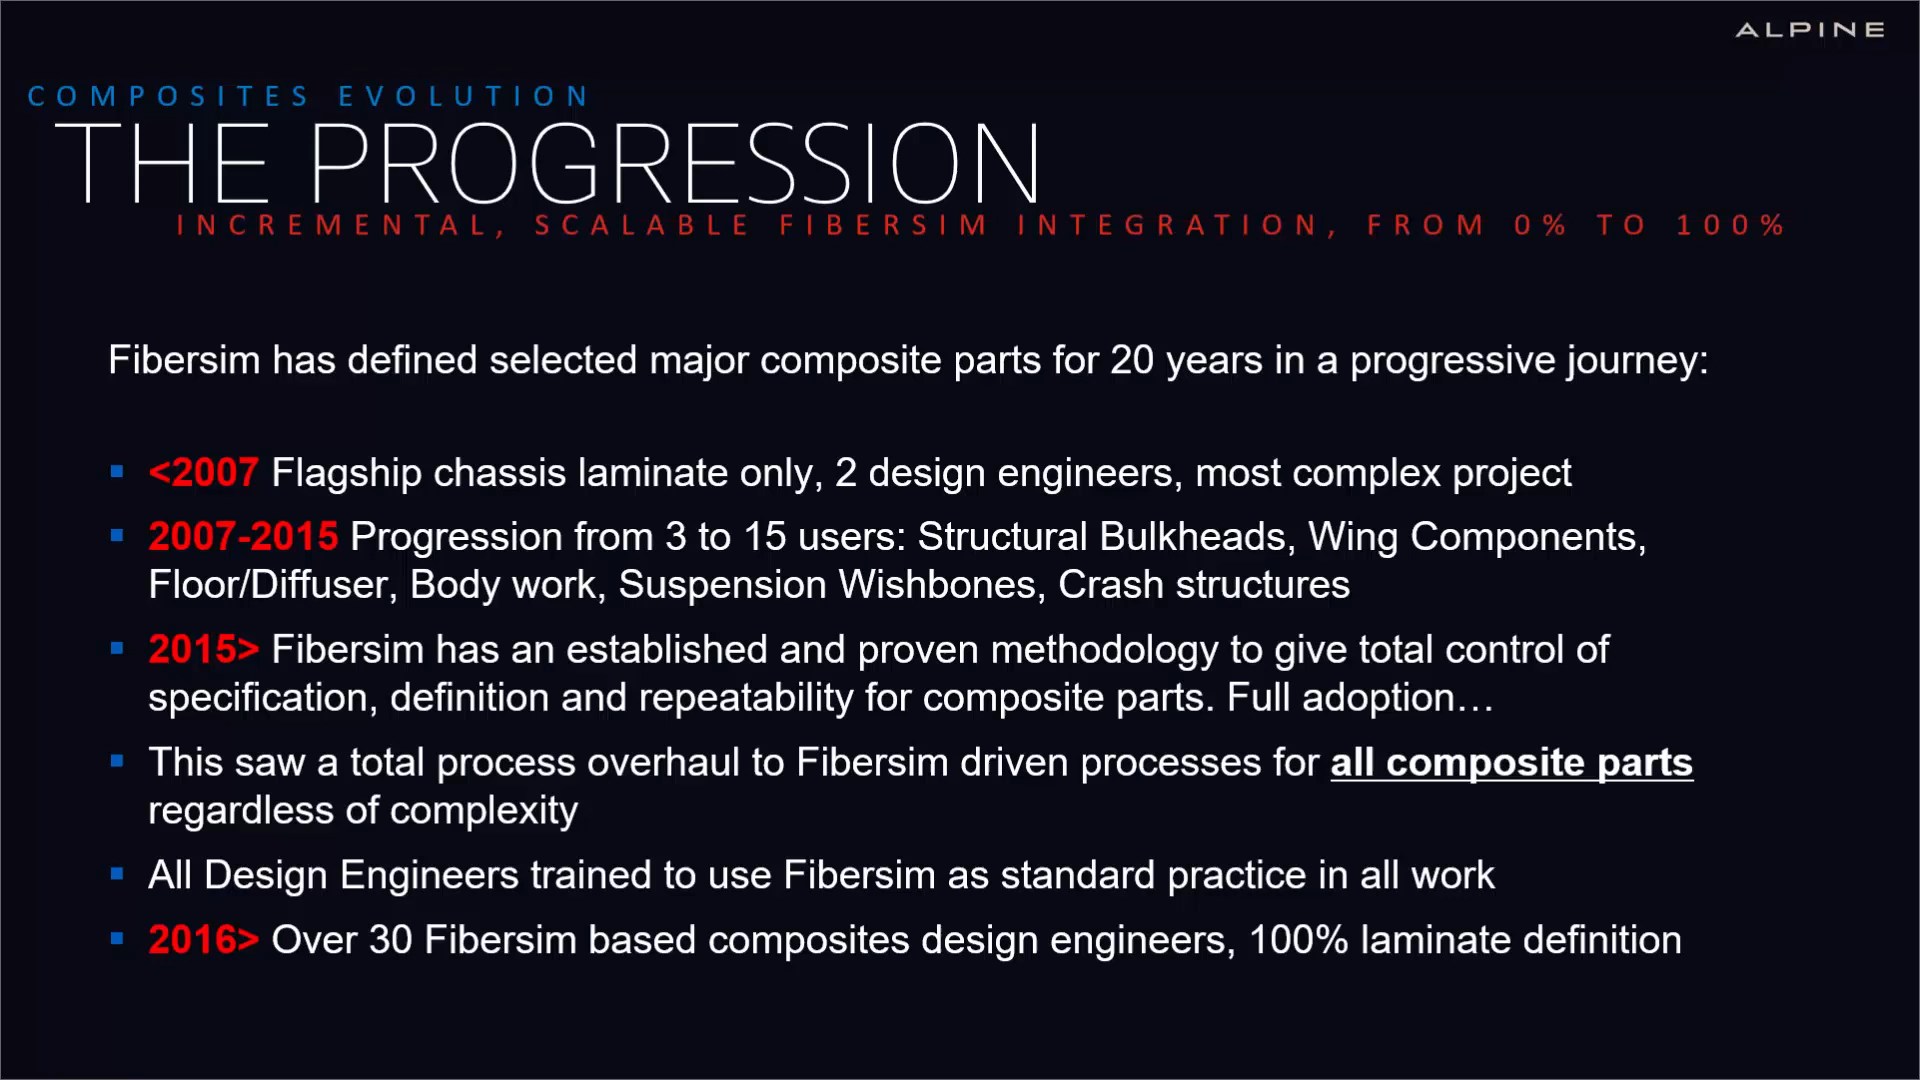 ALPINE
COMPOSITES EVOLUTION
THE PROGRESSION
INCREMENTAL, SCALABLE FIBERSIM INTEGRATION, FROM 0% TO 100%
Fibersim has defined selected major composite parts for 20 years in a progressive journey:
<2007 Flagship chassis laminate only, 2 design engineers, most complex project
2007-2015 Progression from 3 to 15 users: Structural Bulkheads, Wing Components,
Floor/Diffuser, Body work, Suspension Wishbones, Crash structures
2015> Fibersim has an established and proven methodology to give total control of
specification, definition and repeatability for composite parts. Full adoption…
This saw a total process overhaul to Fibersim driven processes for all composite parts
regardless of complexity
All Design Engineers trained to use Fibersim as standard practice in all work
2016> Over 30 Fibersim based composites design engineers, 100% laminate definition